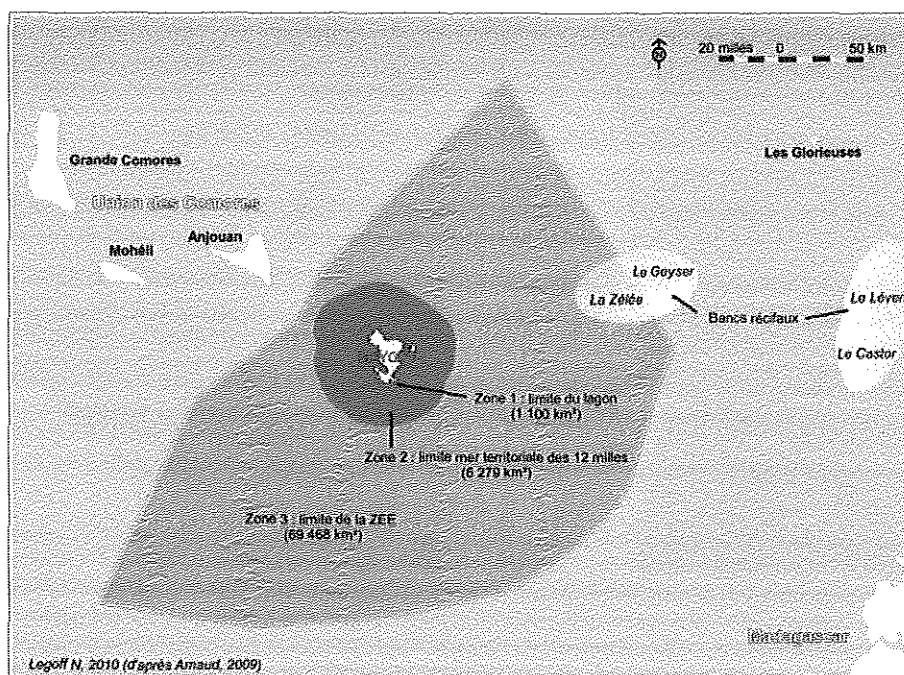 20 miles 0 50 km
Grande Comores
Les Glorieuses
Union des Comores
Mohéli
Anjouan
Le Geyser
La Zélée
Bancs récifaux
Le Leven
Le Castor
Zone 1 : limite du lagon
(1 100 km²)
Zone 2 : limite mer territoriale des 12 milles
(6 279 km²)
Zone 3 : limite de la ZEE
(69 468 km²)
Madagascar
Legoff N, 2010 (d'après Arnaud, 2009)